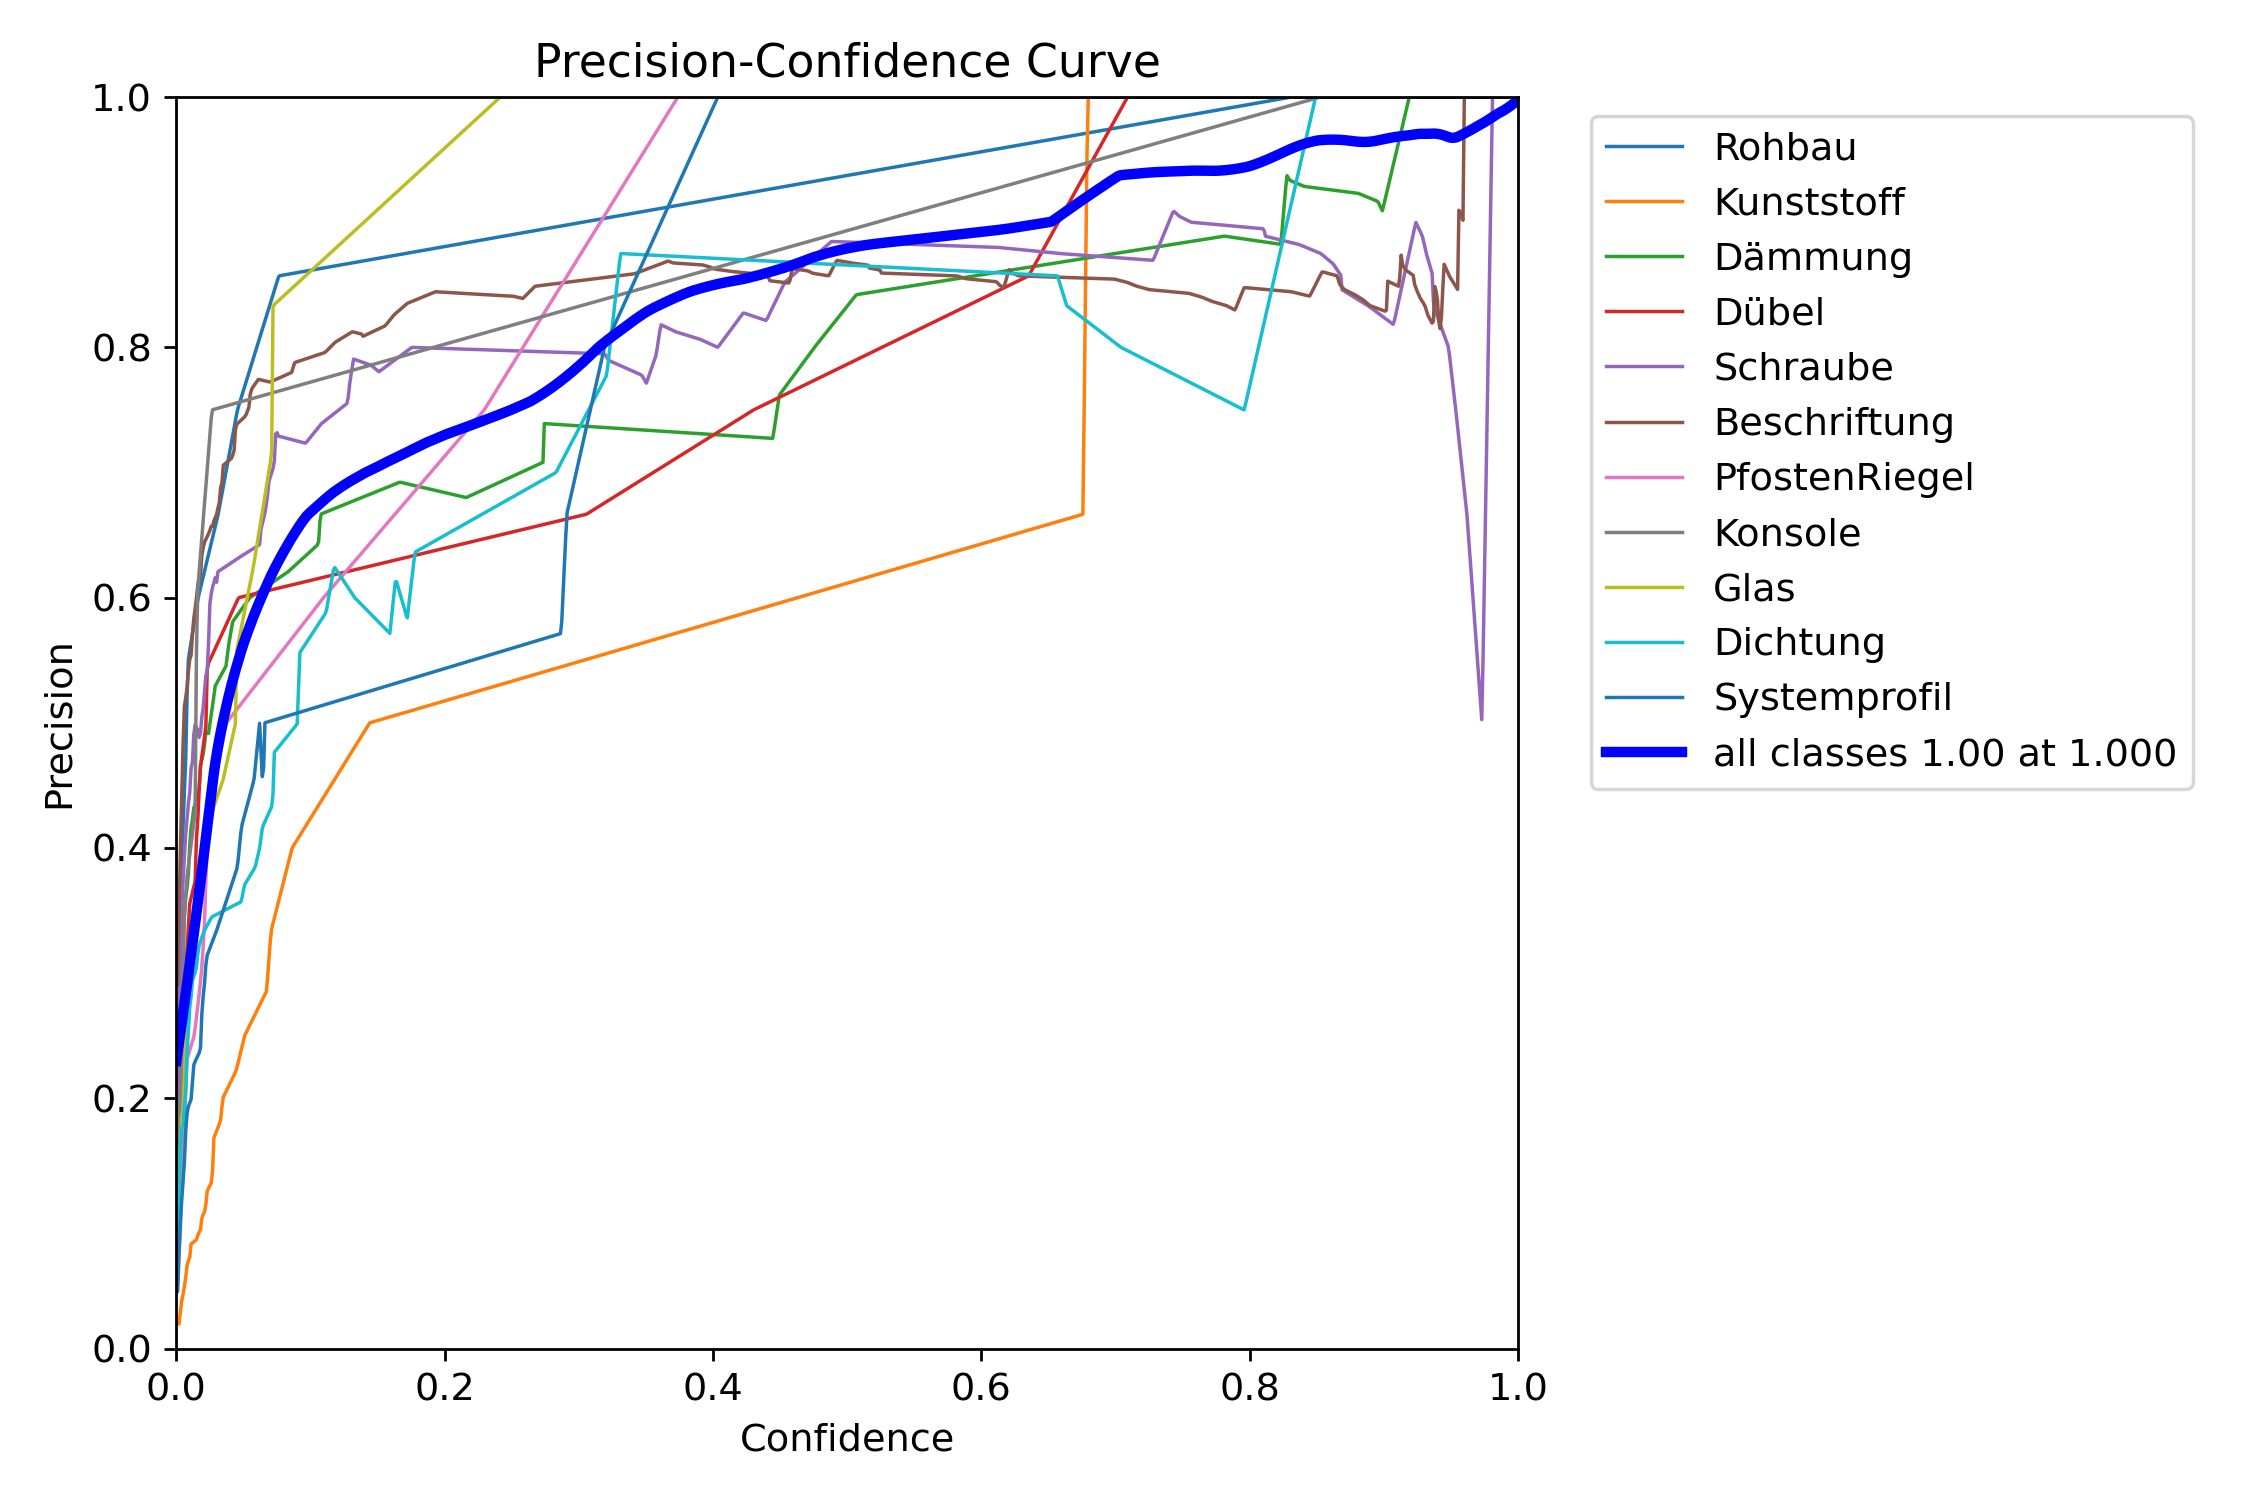 Precision-Confidence Curve
1.0
0.8
0.6
0.4
0.2
0.0
Precision
0.0 0.2 0.4 0.6 0.8 1.0
Confidence
Rohbau
Kunststoff
Dämmung
Dübel
Schraube
Beschriftung
PfostenRiegel
Konsole
Glas
Dichtung
Systemprofil
all classes 1.00 at 1.000